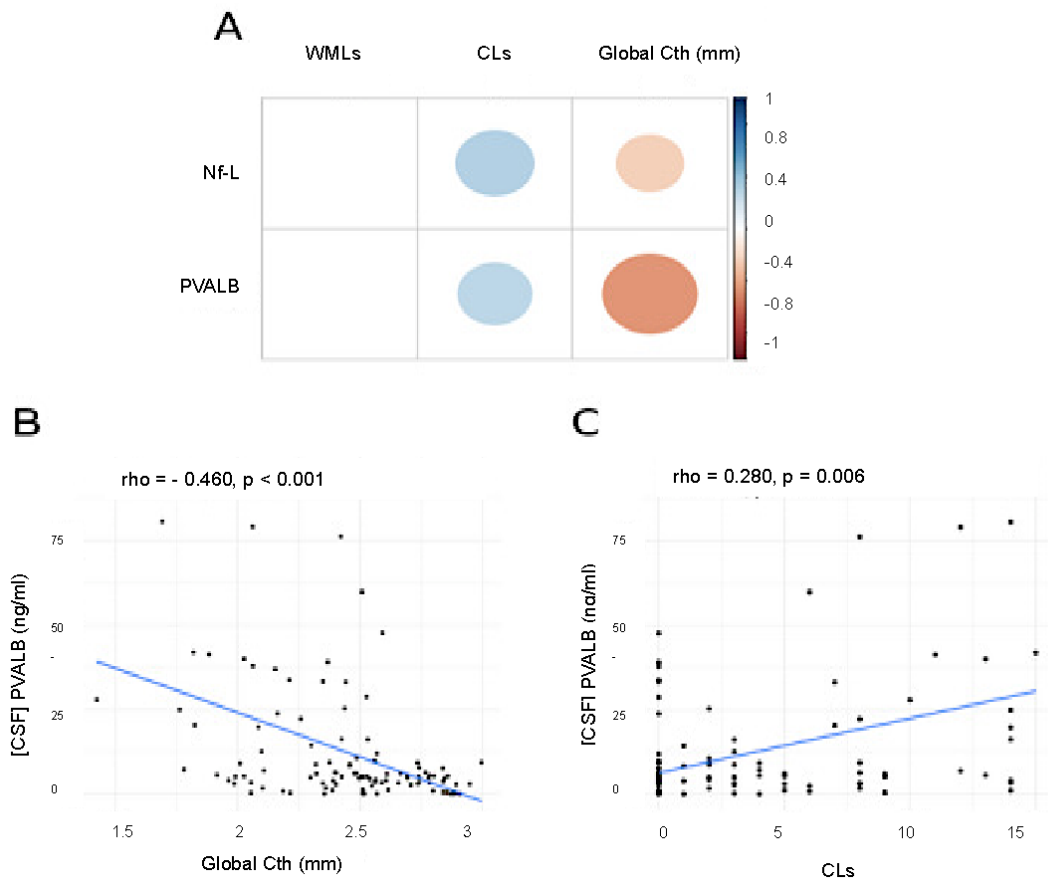 A
WMLs CLs Global Cth (mm)
Nf-L
PVALB
1
0.8
0.4
0
-0.4
-0.8
-1
B
rho = - 0.460, p < 0.001
[CSF] PVALB (ng/ml)
75
50
25
0
1.5 2 2.5 3
Global Cth (mm)
C
rho = 0.280, p = 0.006
[CSF] PVALB (ng/ml)
75
50
25
0
0 5 10 15
CLs